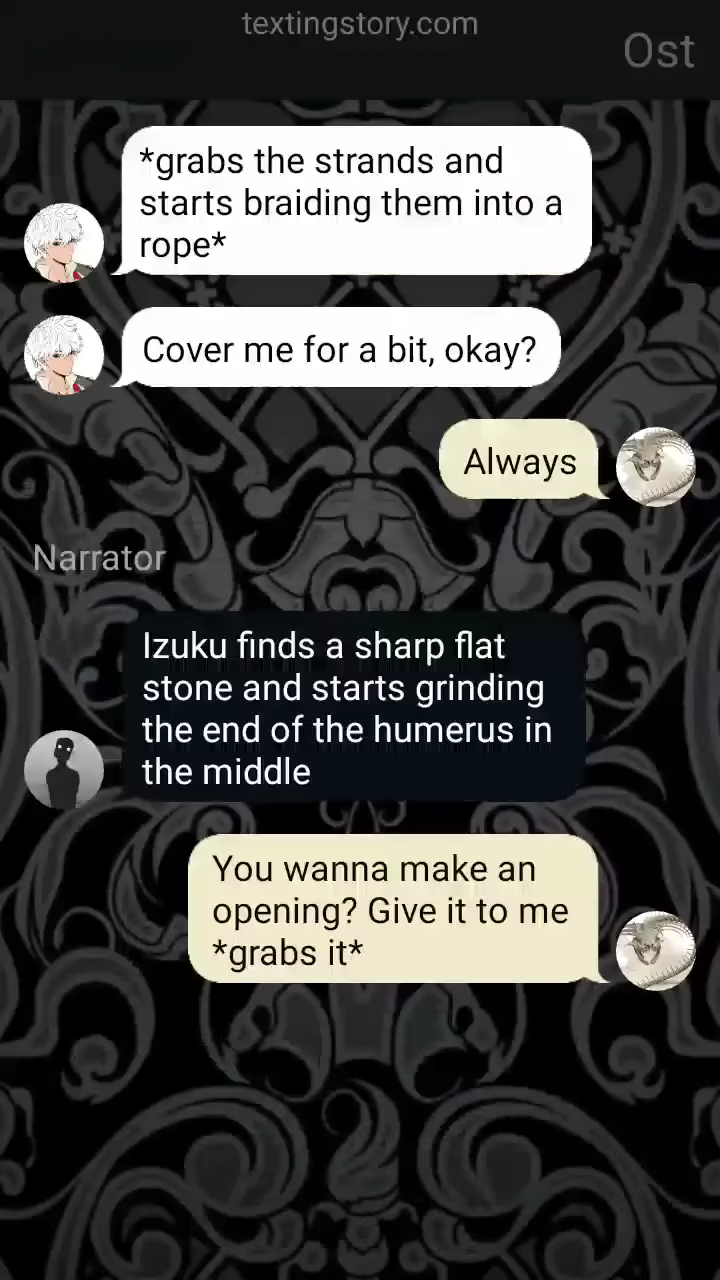 textingstory.com
Ost
*grabs the strands and
starts braiding them into a
rope*
Cover me for a bit, okay?
Always
Narrator
Izuku finds a sharp flat
stone and starts grinding
the end of the humerus in
the middle
You wanna make an
opening? Give it to me
*grabs it*